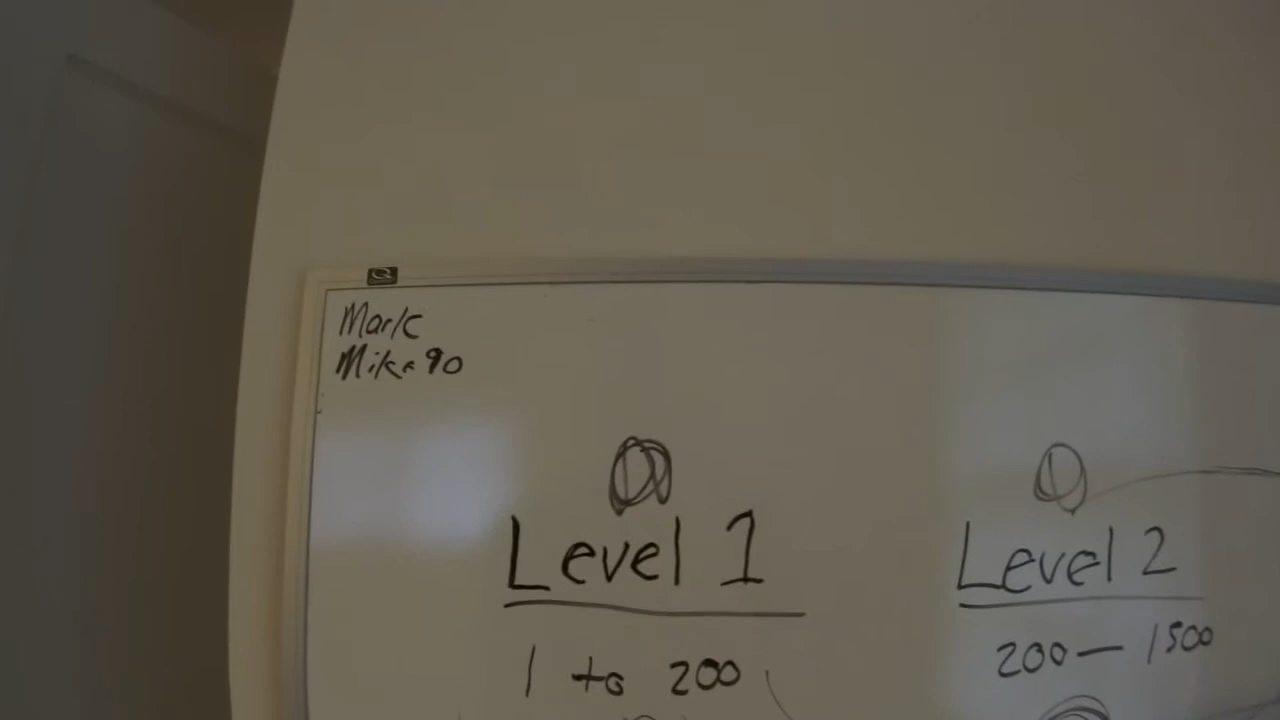 Mark
Mike 90
Level 1
1 to 200
Level 2
200 — 1500